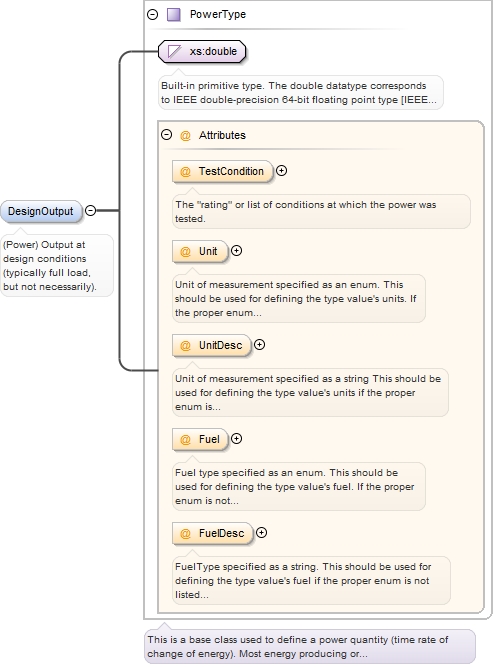 PowerType
xs:double
Built-in primitive type. The double datatype corresponds
to IEEE double-precision 64-bit floating point type [IEEE...
@ Attributes
@ TestCondition
The "rating" or list of conditions at which the power was
tested.
DesignOutput
(Power) Output at
design conditions
(typically full load,
but not necessarily).
@ Unit
Unit of measurement specified as an enum. This
should be used for defining the type value's units. If
the proper enum...
@ UnitDesc
Unit of measurement specified as a string This should be
used for defining the type value's units if the proper
enum is...
@ Fuel
Fuel type specified as an enum. This should be
used for defining the type value's fuel. If the proper
enum is not...
@ FuelDesc
FuelType specified as a string. This should be used for
defining the type value's fuel if the proper enum is not
listed...
This is a base class used to define a power quantity (time rate of
change of energy). Most energy producing or...